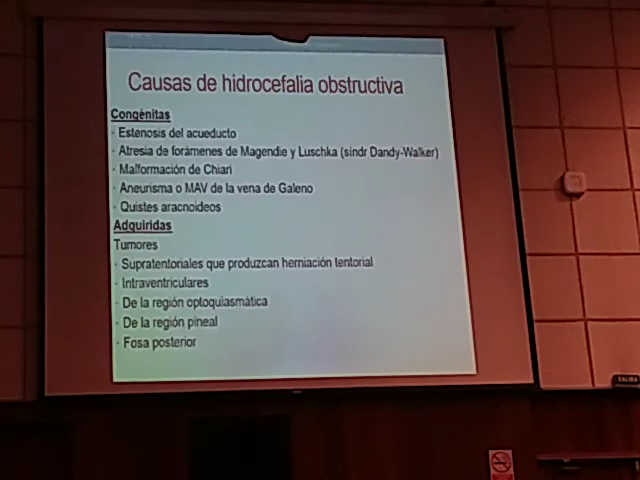 Causas de hidrocefalia obstructiva
Congénitas
- Estenosis del acueducto
- Atresia de forámenes de Magendie y Luschka (síndr Dandy-Walker)
- Malformación de Chiari
- Aneurisma o MAV de la vena de Galeno
- Quistes aracnoideos
Adquiridas
Tumores
- Supratentoriales que produzcan herniación tentorial
- Intraventriculares
- De la región optoquiasmática
- De la región pineal
- Fosa posterior
SALIDA